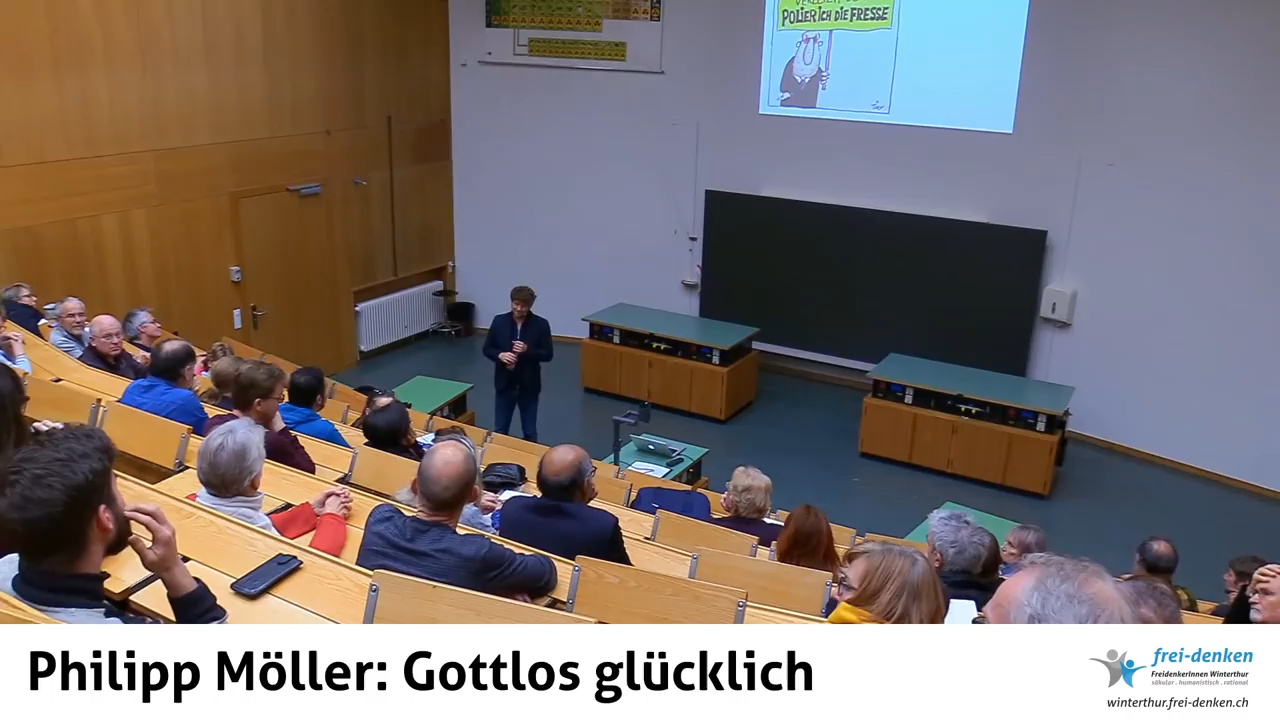 POLIER ICH DIE FRESSE
Philipp Möller: Gottlos glücklich
frei-denken
FreidenkerInnen Winterthur
säkular . humanistisch . rational
winterthur.frei-denken.ch